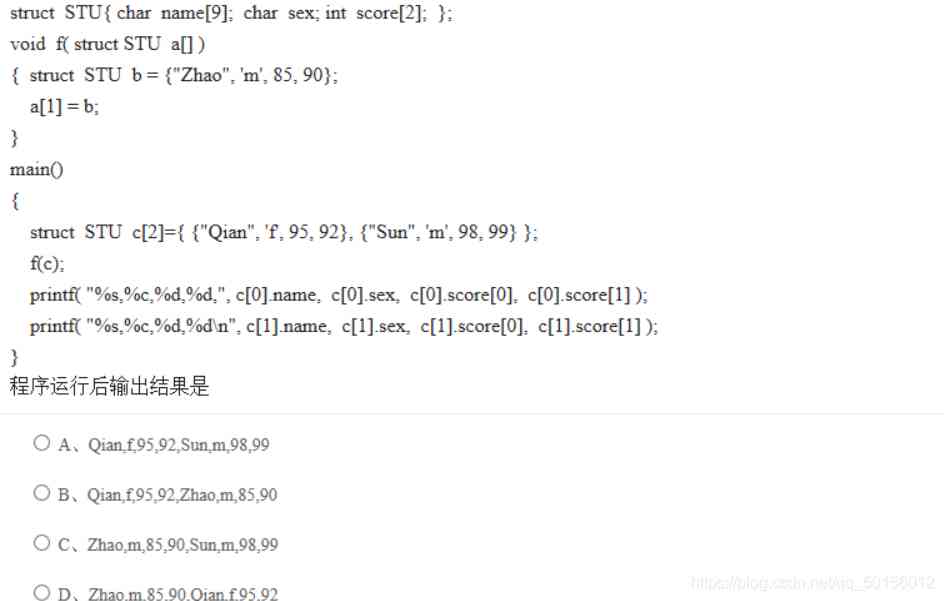 struct STU{ char name[9]; char sex; int score[2]; };
void f( struct STU a[] )
{ struct STU b = {"Zhao", 'm', 85, 90};
a[1] = b;
}
main()
{
struct STU c[2]={ {"Qian", 'f', 95, 92}, {"Sun", 'm', 98, 99} };
f(c);
printf( "%s,%c,%d,%d,", c[0].name, c[0].sex, c[0].score[0], c[0].score[1] );
printf( "%s,%c,%d,%d\n", c[1].name, c[1].sex, c[1].score[0], c[1].score[1] );
}
程序运行后输出结果是
A、Qian,f,95,92,Sun,m,98,99
B、Qian,f,95,92,Zhao,m,85,90
C、Zhao,m,85,90,Sun,m,98,99
D、Zhao,m,85,90,Qian,f,95,92
https://blog.csdn.net/qq_50156012